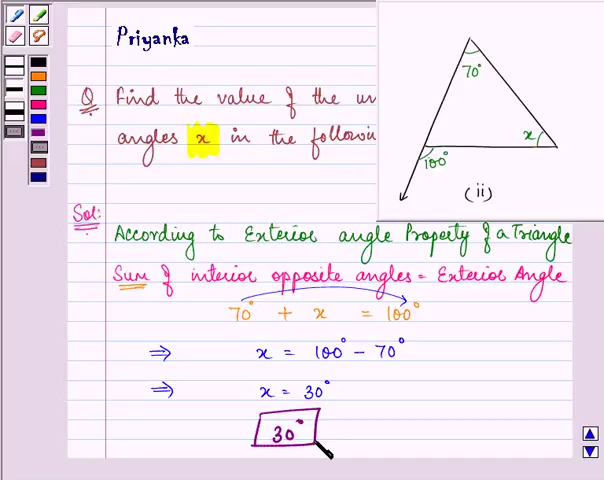 Priyanka
Q Find the value of the un
angles x in the followin
70°
x
100°
(ii)
Sol:
According to Exterior angle Property of a Triangle
Sum of interior opposite angles = Exterior Angle
70° + x = 100°
⇒ x = 100° - 70°
⇒ x = 30°
30°